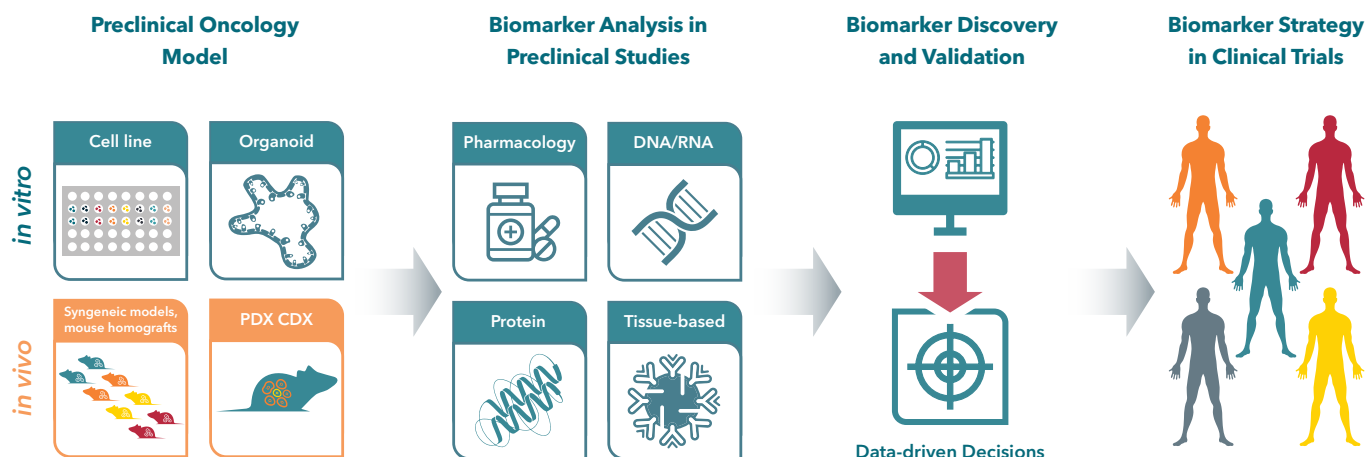 Preclinical Oncology
Model
Biomarker Analysis in
Preclinical Studies
Biomarker Discovery
and Validation
Biomarker Strategy
in Clinical Trials
in vitro
Cell line
Organoid
Pharmacology
DNA/RNA
in vivo
Syngeneic models,
mouse homografts
PDX CDX
Protein
Tissue-based
Data-driven Decisions